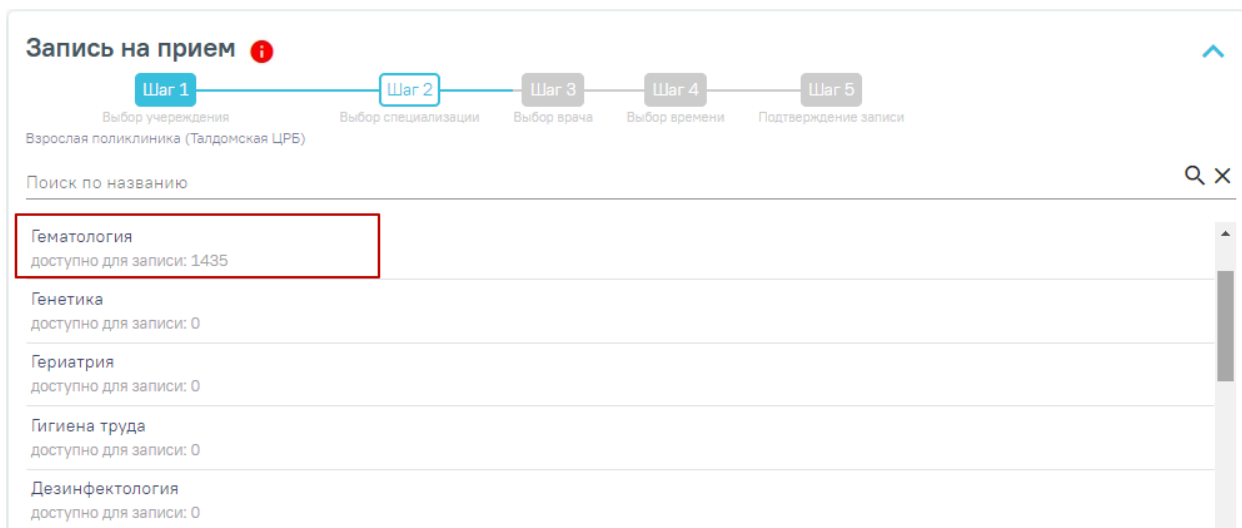 Запись на прием
Шаг 1 Шаг 2 Шаг 3 Шаг 4 Шаг 5
Выбор учереждения Выбор специализации Выбор врача Выбор времени Подтверждение записи
Взрослая поликлиника (Талдомская ЦРБ)
Поиск по названию
Гематология
доступно для записи: 1435
Генетика
доступно для записи: 0
Гериатрия
доступно для записи: 0
Гигиена труда
доступно для записи: 0
Дезинфектология
доступно для записи: 0